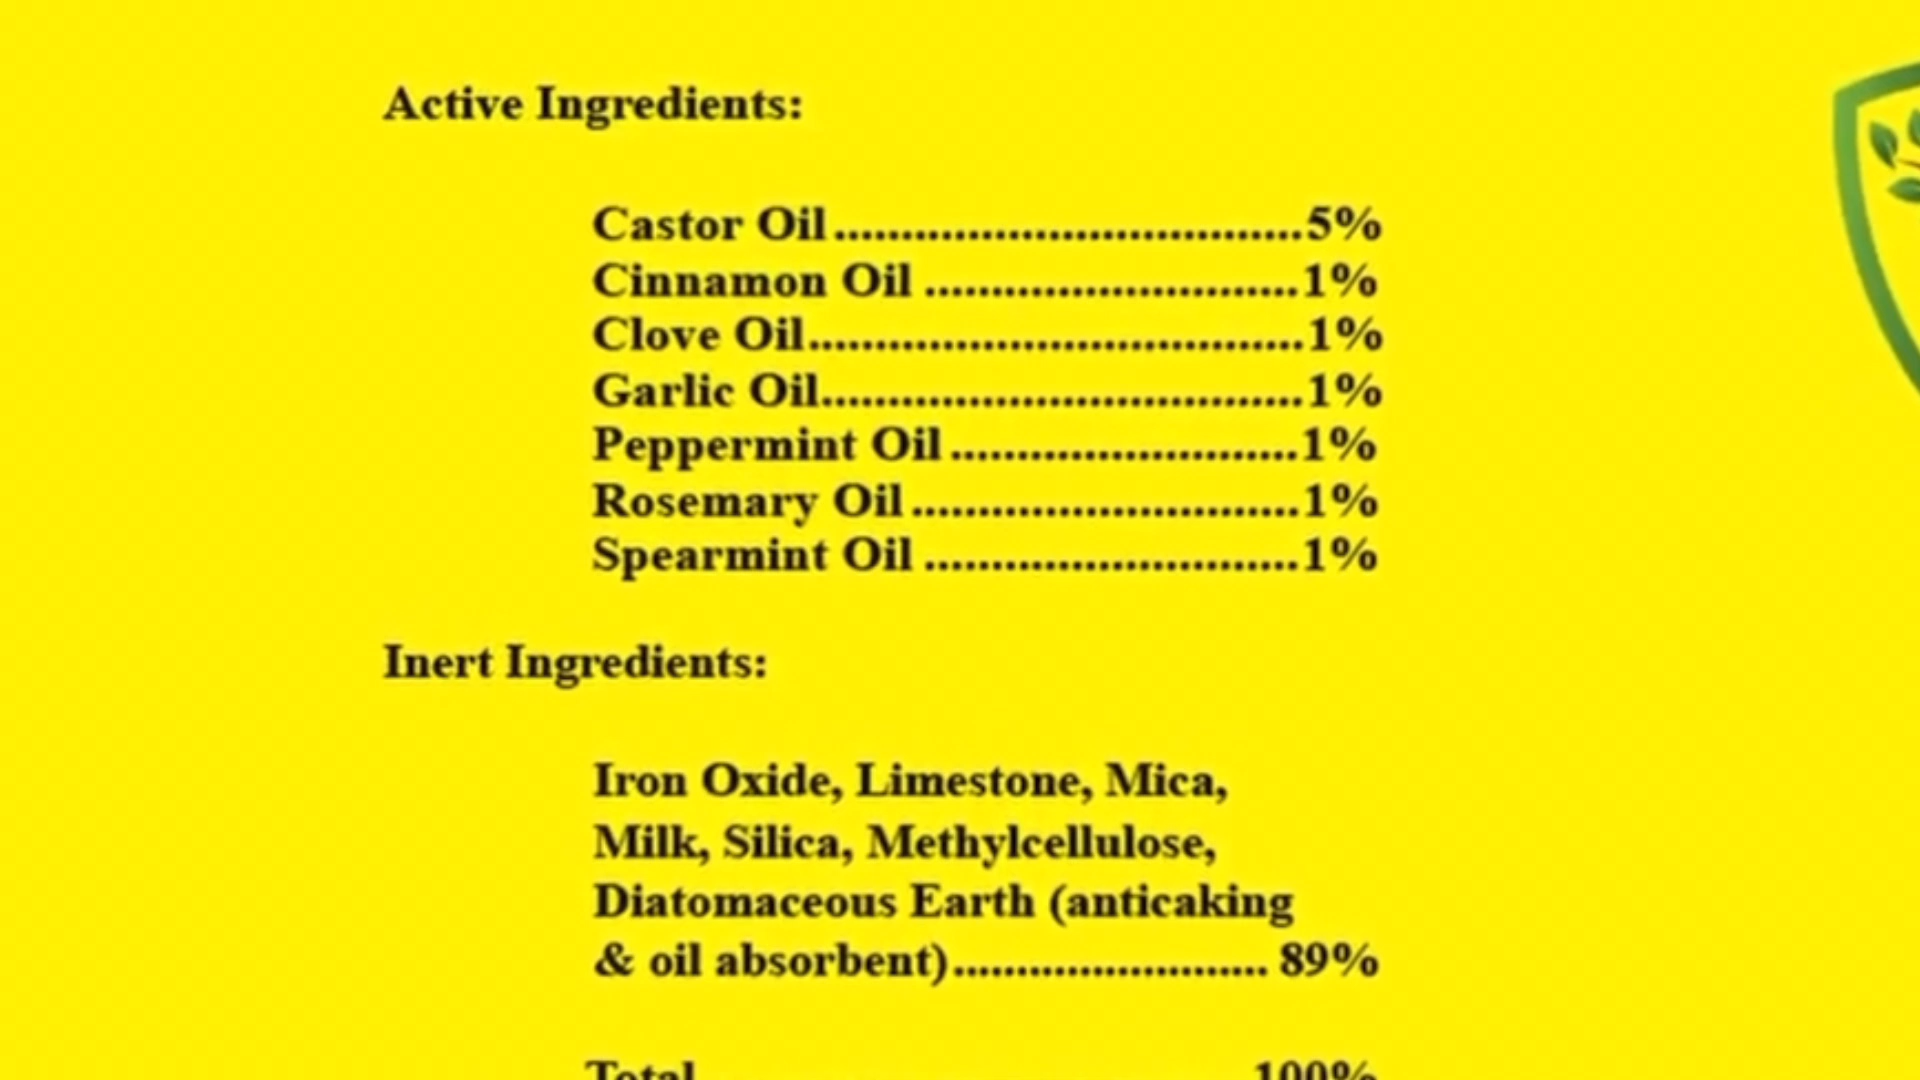 Active Ingredients:
Castor Oil...................................5%
Cinnamon Oil ............................1%
Clove Oil.....................................1%
Garlic Oil....................................1%
Peppermint Oil..........................1%
Rosemary Oil.............................1%
Spearmint Oil ............................1%
Inert Ingredients:
Iron Oxide, Limestone, Mica,
Milk, Silica, Methylcellulose,
Diatomaceous Earth (anticaking
& oil absorbent)......................... 89%
Total 100%